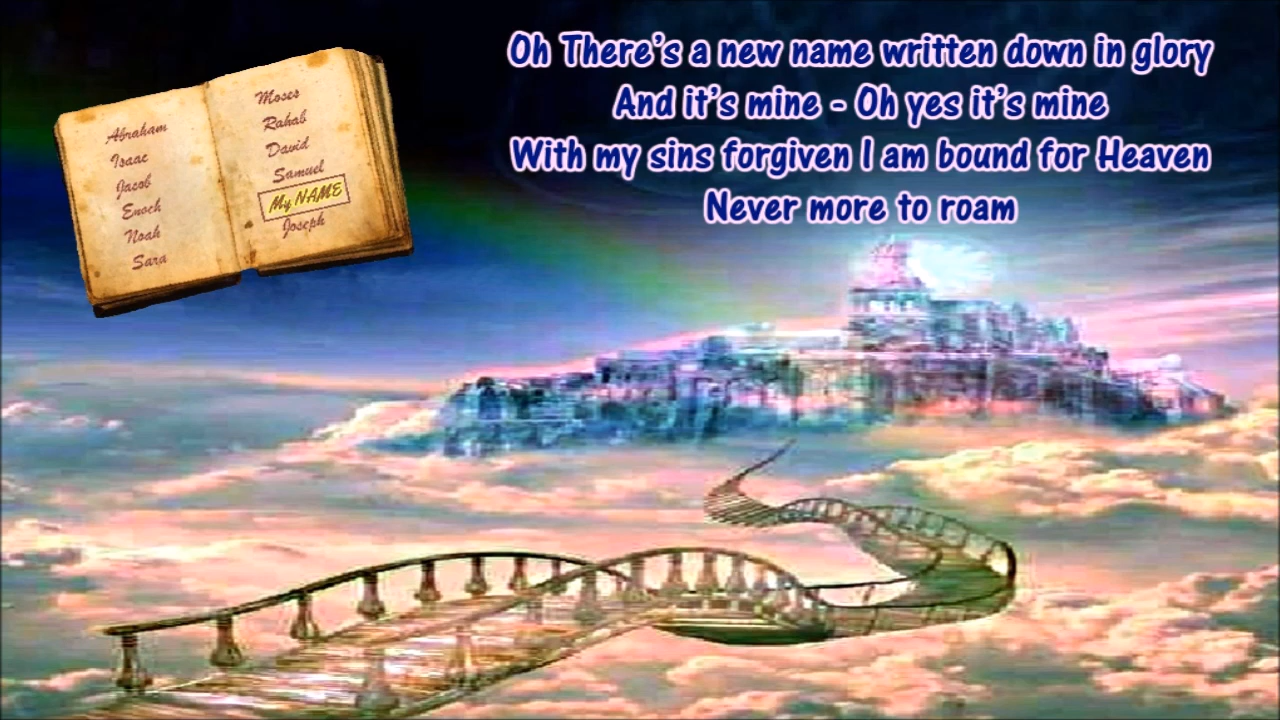 Oh There's a new name written down in glory
And it's mine - Oh yes it's mine
With my sins forgiven I am bound for Heaven
Never more to roam
Abraham
Isaac
Jacob
Enoch
Noah
Sara
Moses
Rahab
David
Samuel
My NAME
Joseph